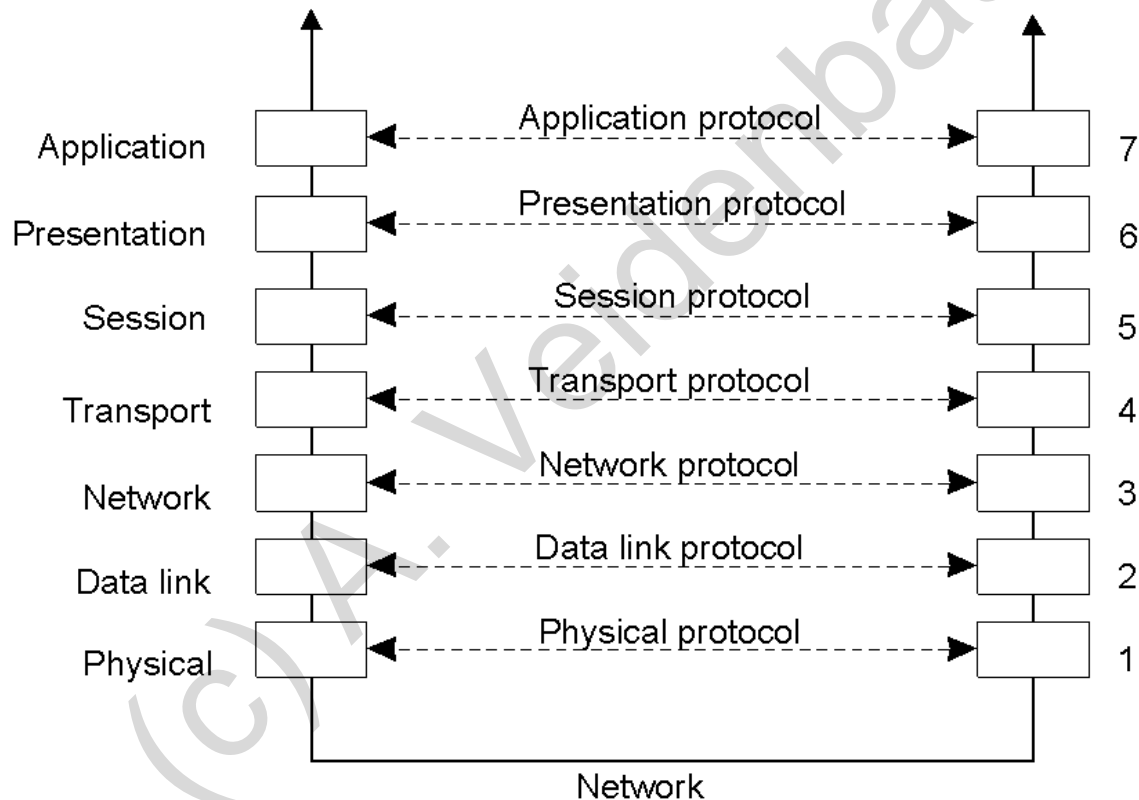 Application Application protocol 7
Presentation Presentation protocol 6
Session Session protocol 5
Transport Transport protocol 4
Network Network protocol 3
Data link Data link protocol 2
Physical Physical protocol 1
Network
(c) A.